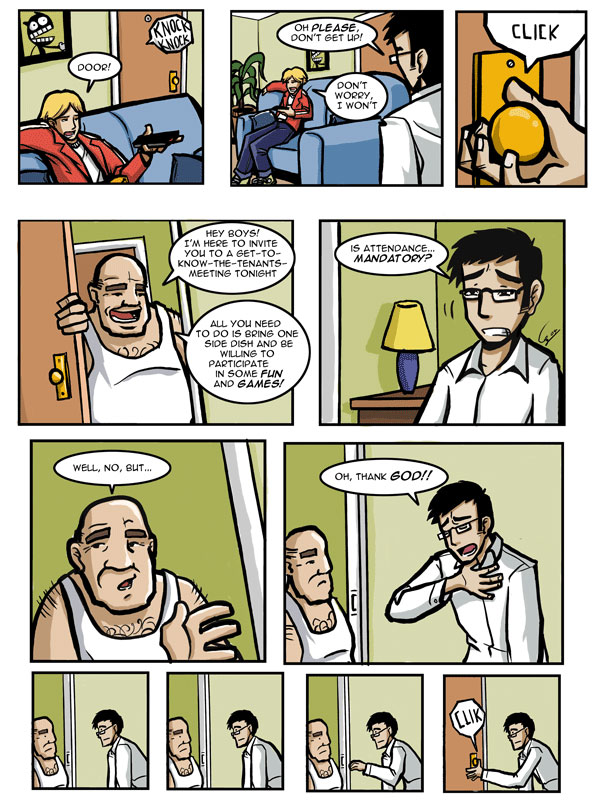 KNOCK
KNOCK
DOOR!
OH PLEASE,
DON'T GET UP!
DON'T
WORRY,
I WON'T
CLICK
HEY BOYS!
I'M HERE TO INVITE
YOU TO A GET-TO-
KNOW-THE-TENANTS-
MEETING TONIGHT
ALL YOU NEED
TO DO IS BRING ONE
SIDE DISH AND BE
WILLING TO
PARTICIPATE
IN SOME FUN
AND GAMES!
IS ATTENDANCE...
MANDATORY?
WELL, NO, BUT...
OH, THANK GOD!!
CLIK